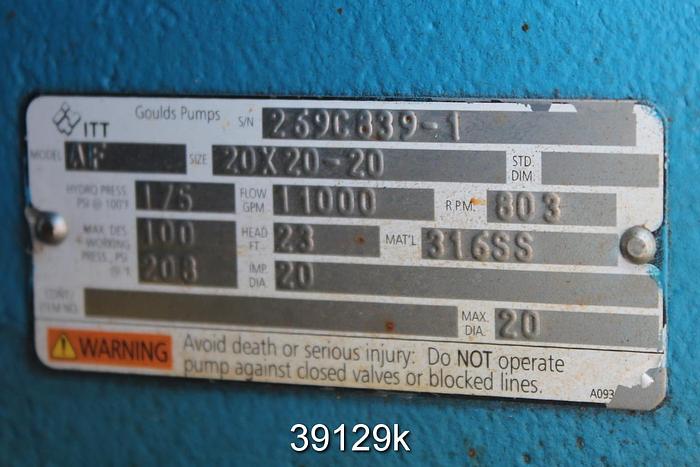 ITT Goulds Pumps S/N 269C839-1
MODEL AF SIZE 20X20-20 STD. DIM.
HYDRO PRESS. PSI @ 100°F 175 FLOW GPM 11000 R.P.M. 803
MAX. DES. WORKING PRESS., PSI 100 HEAD FT. 23 MAT'L 316SS
@ °F 208 IMP. DIA. 20
CONT./ ITEM NO. MAX. DIA. 20
WARNING Avoid death or serious injury: Do NOT operate
pump against closed valves or blocked lines.
A093
39129k